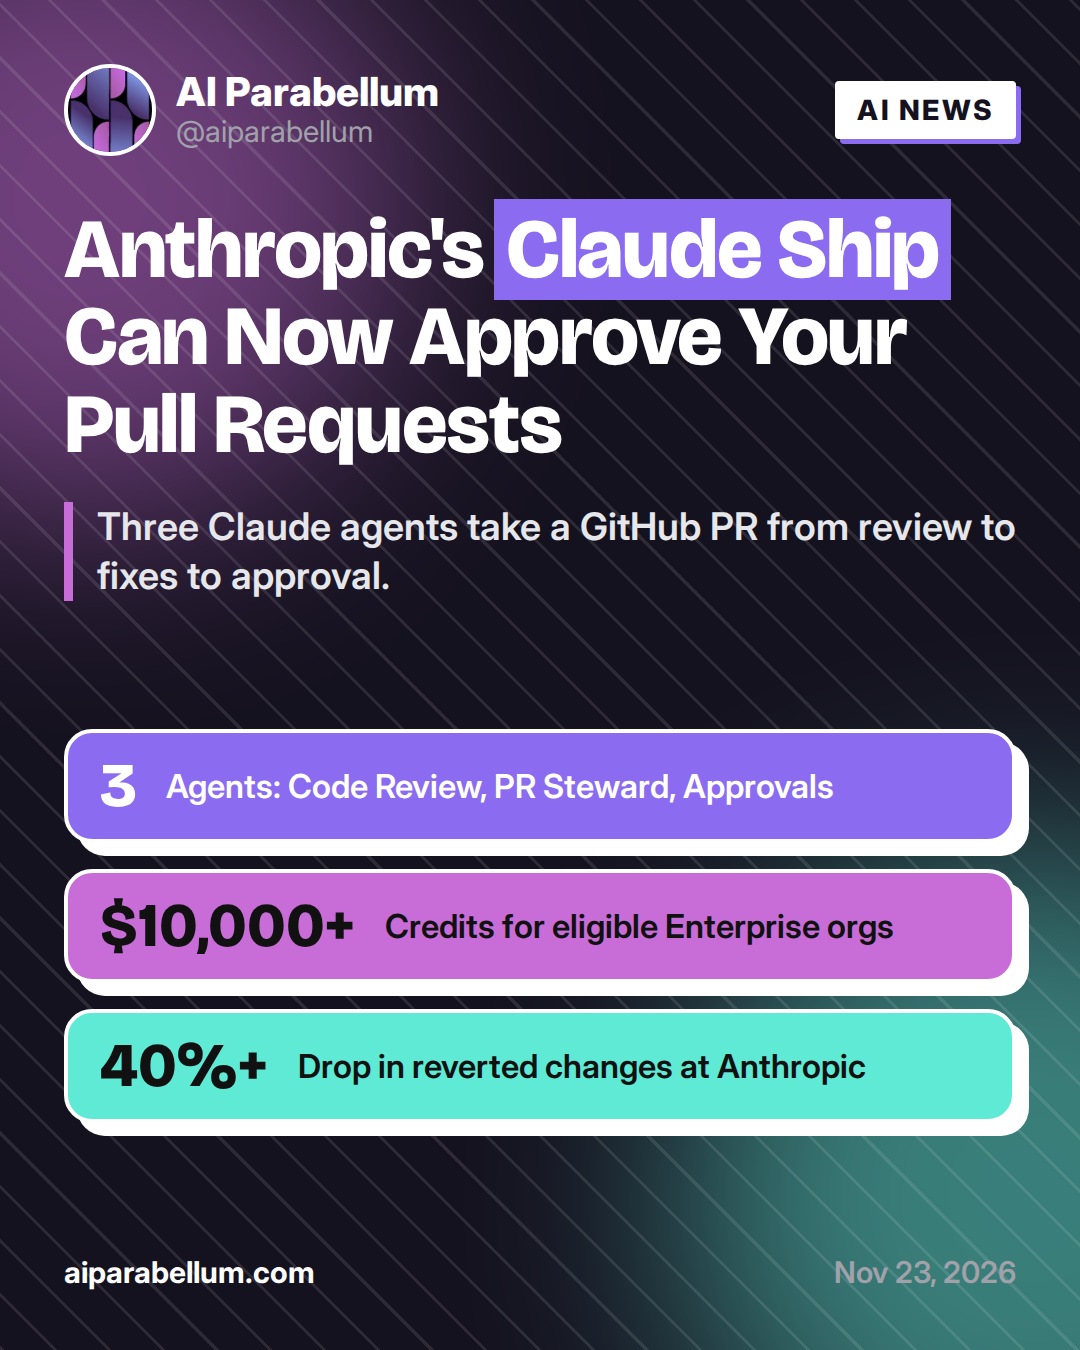 AI Parabellum
@aiparabellum
AI NEWS
Anthropic's Claude Ship
Can Now Approve Your
Pull Requests
Three Claude agents take a GitHub PR from review to
fixes to approval.
3 Agents: Code Review, PR Steward, Approvals
$10,000+ Credits for eligible Enterprise orgs
40%+ Drop in reverted changes at Anthropic
aiparabellum.com
Nov 23, 2026